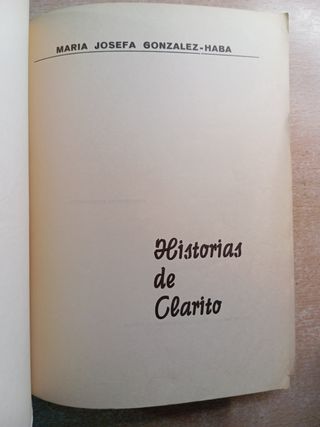 MARIA JOSEFA GONZALEZ-HABA
Historias
de
Clarito